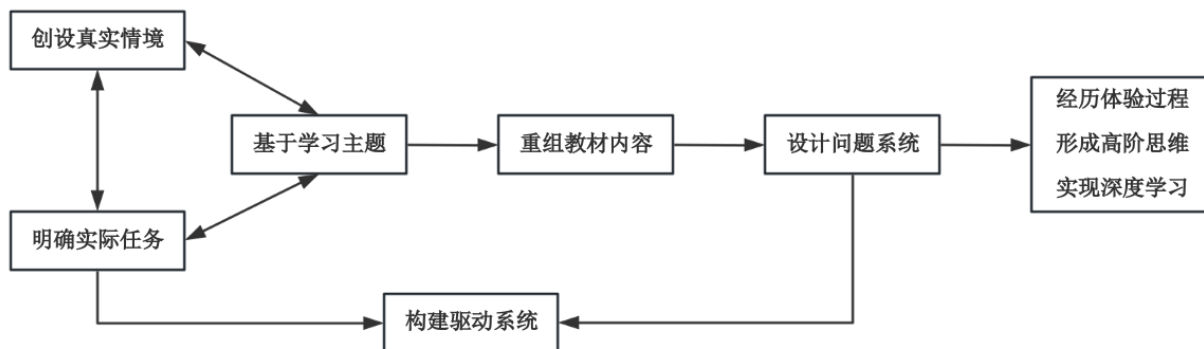 创设真实情境
明确实际任务
基于学习主题
重组教材内容
设计问题系统
经历体验过程
形成高阶思维
实现深度学习
构建驱动系统